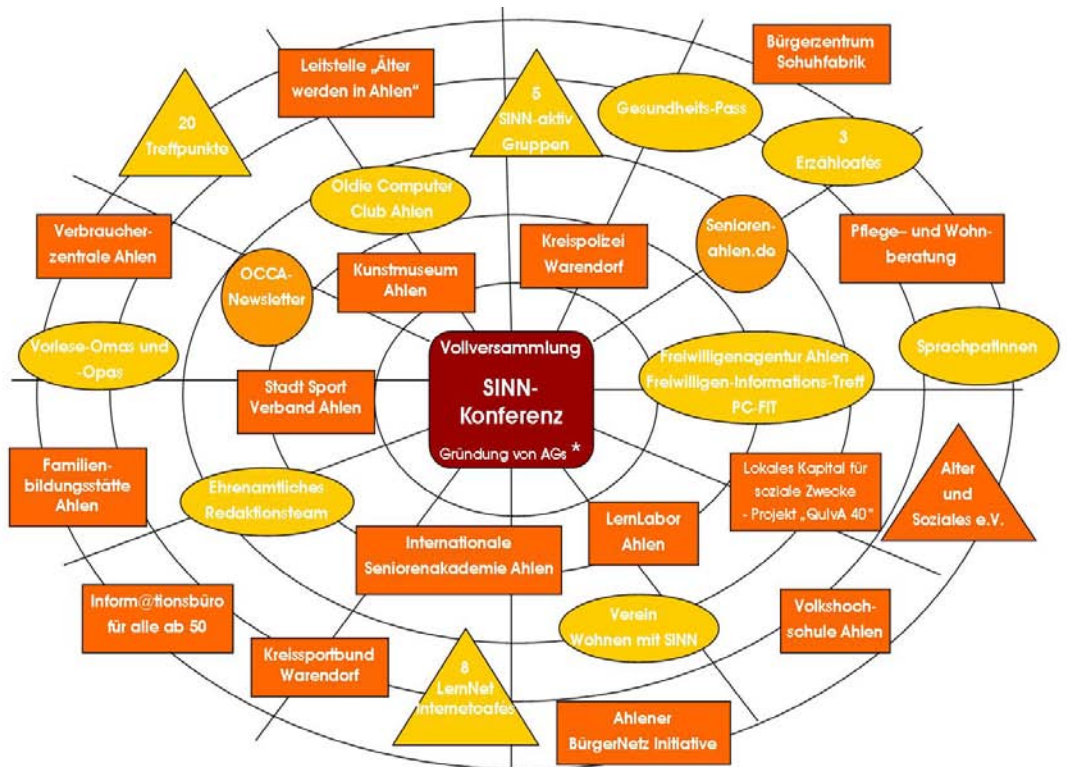 Bürgerzentrum
Schuhfabrik
Leitstelle „Älter
werden in Ahlen“
20
Treffpunkte
5
SINN-aktiv
Gruppen
Gesundheits-Pass
3
Erzählcafés
Oldie Computer
Club Ahlen
Verbraucher-
zentrale Ahlen
Kreispolizei
Warendorf
Senioren-
ahlen.de
Pflege– und Wohn-
beratung
OCCA-
Newsletter
Kunstmuseum
Ahlen
Vorlese-Omas und
-Opas
Vollversammlung
SINN-
Konferenz
Gründung von AGs *
Freiwilligenagentur Ahlen
Freiwilligen-Informations-Treff
PC-FIT
SprachpatInnen
Stadt Sport
Verband Ahlen
Familien-
bildungsstätte
Ahlen
Ehrenamtliches
Redaktionsteam
Lokales Kapital für
soziale Zwecke
- Projekt „QuivA 40“
Alter
und
Soziales e.V.
Internationale
Seniorenakademie Ahlen
LernLabor
Ahlen
Inform@tionsbüro
für alle ab 50
Verein
Wohnen mit SINN
Volkshoch-
schule Ahlen
Kreissportbund
Warendorf
8
LernNet
Internetcafés
Ahlener
BürgerNetz Initiative